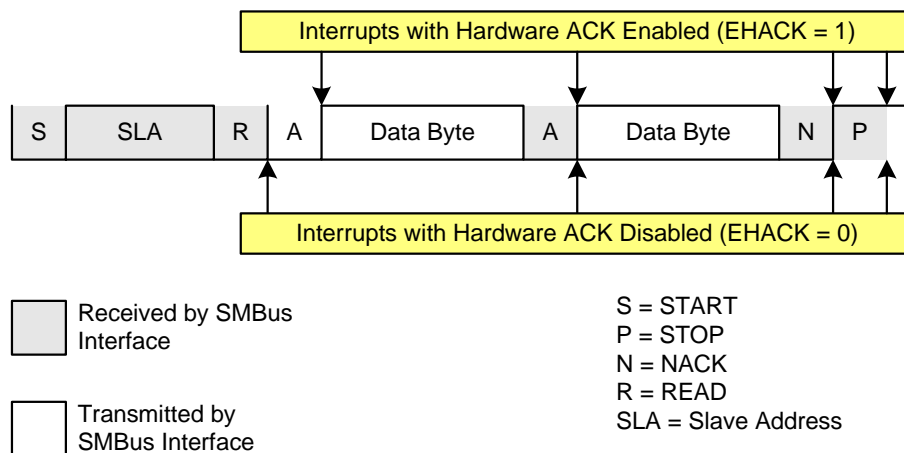 Interrupts with Hardware ACK Enabled (EHACK = 1)
S SLA R A Data Byte A Data Byte N P
Interrupts with Hardware ACK Disabled (EHACK = 0)
Received by SMBus
Interface
Transmitted by
SMBus Interface
S = START
P = STOP
N = NACK
R = READ
SLA = Slave Address